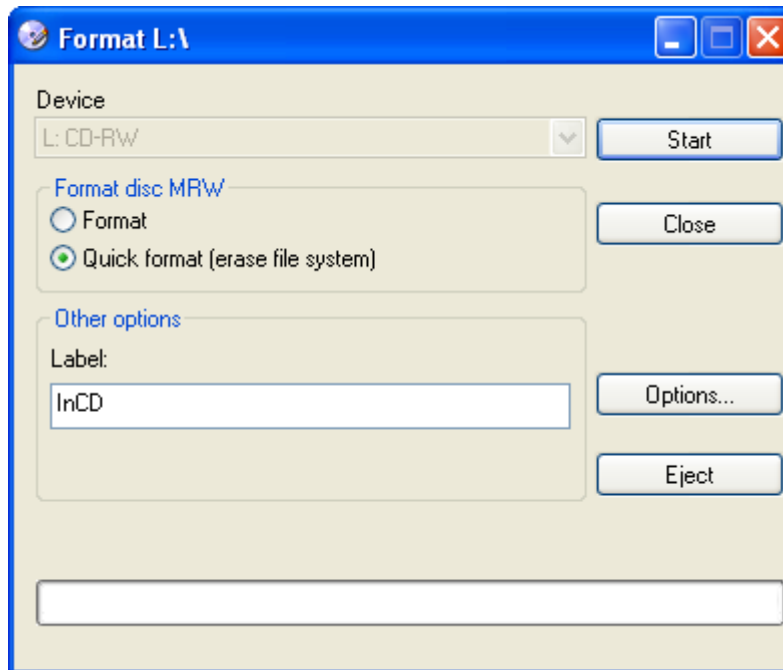 Format L:\
Device
L: CD-RW
Start
Format disc MRW
Format
Close
Quick format (erase file system)
Other options
Label:
InCD
Options...
Eject